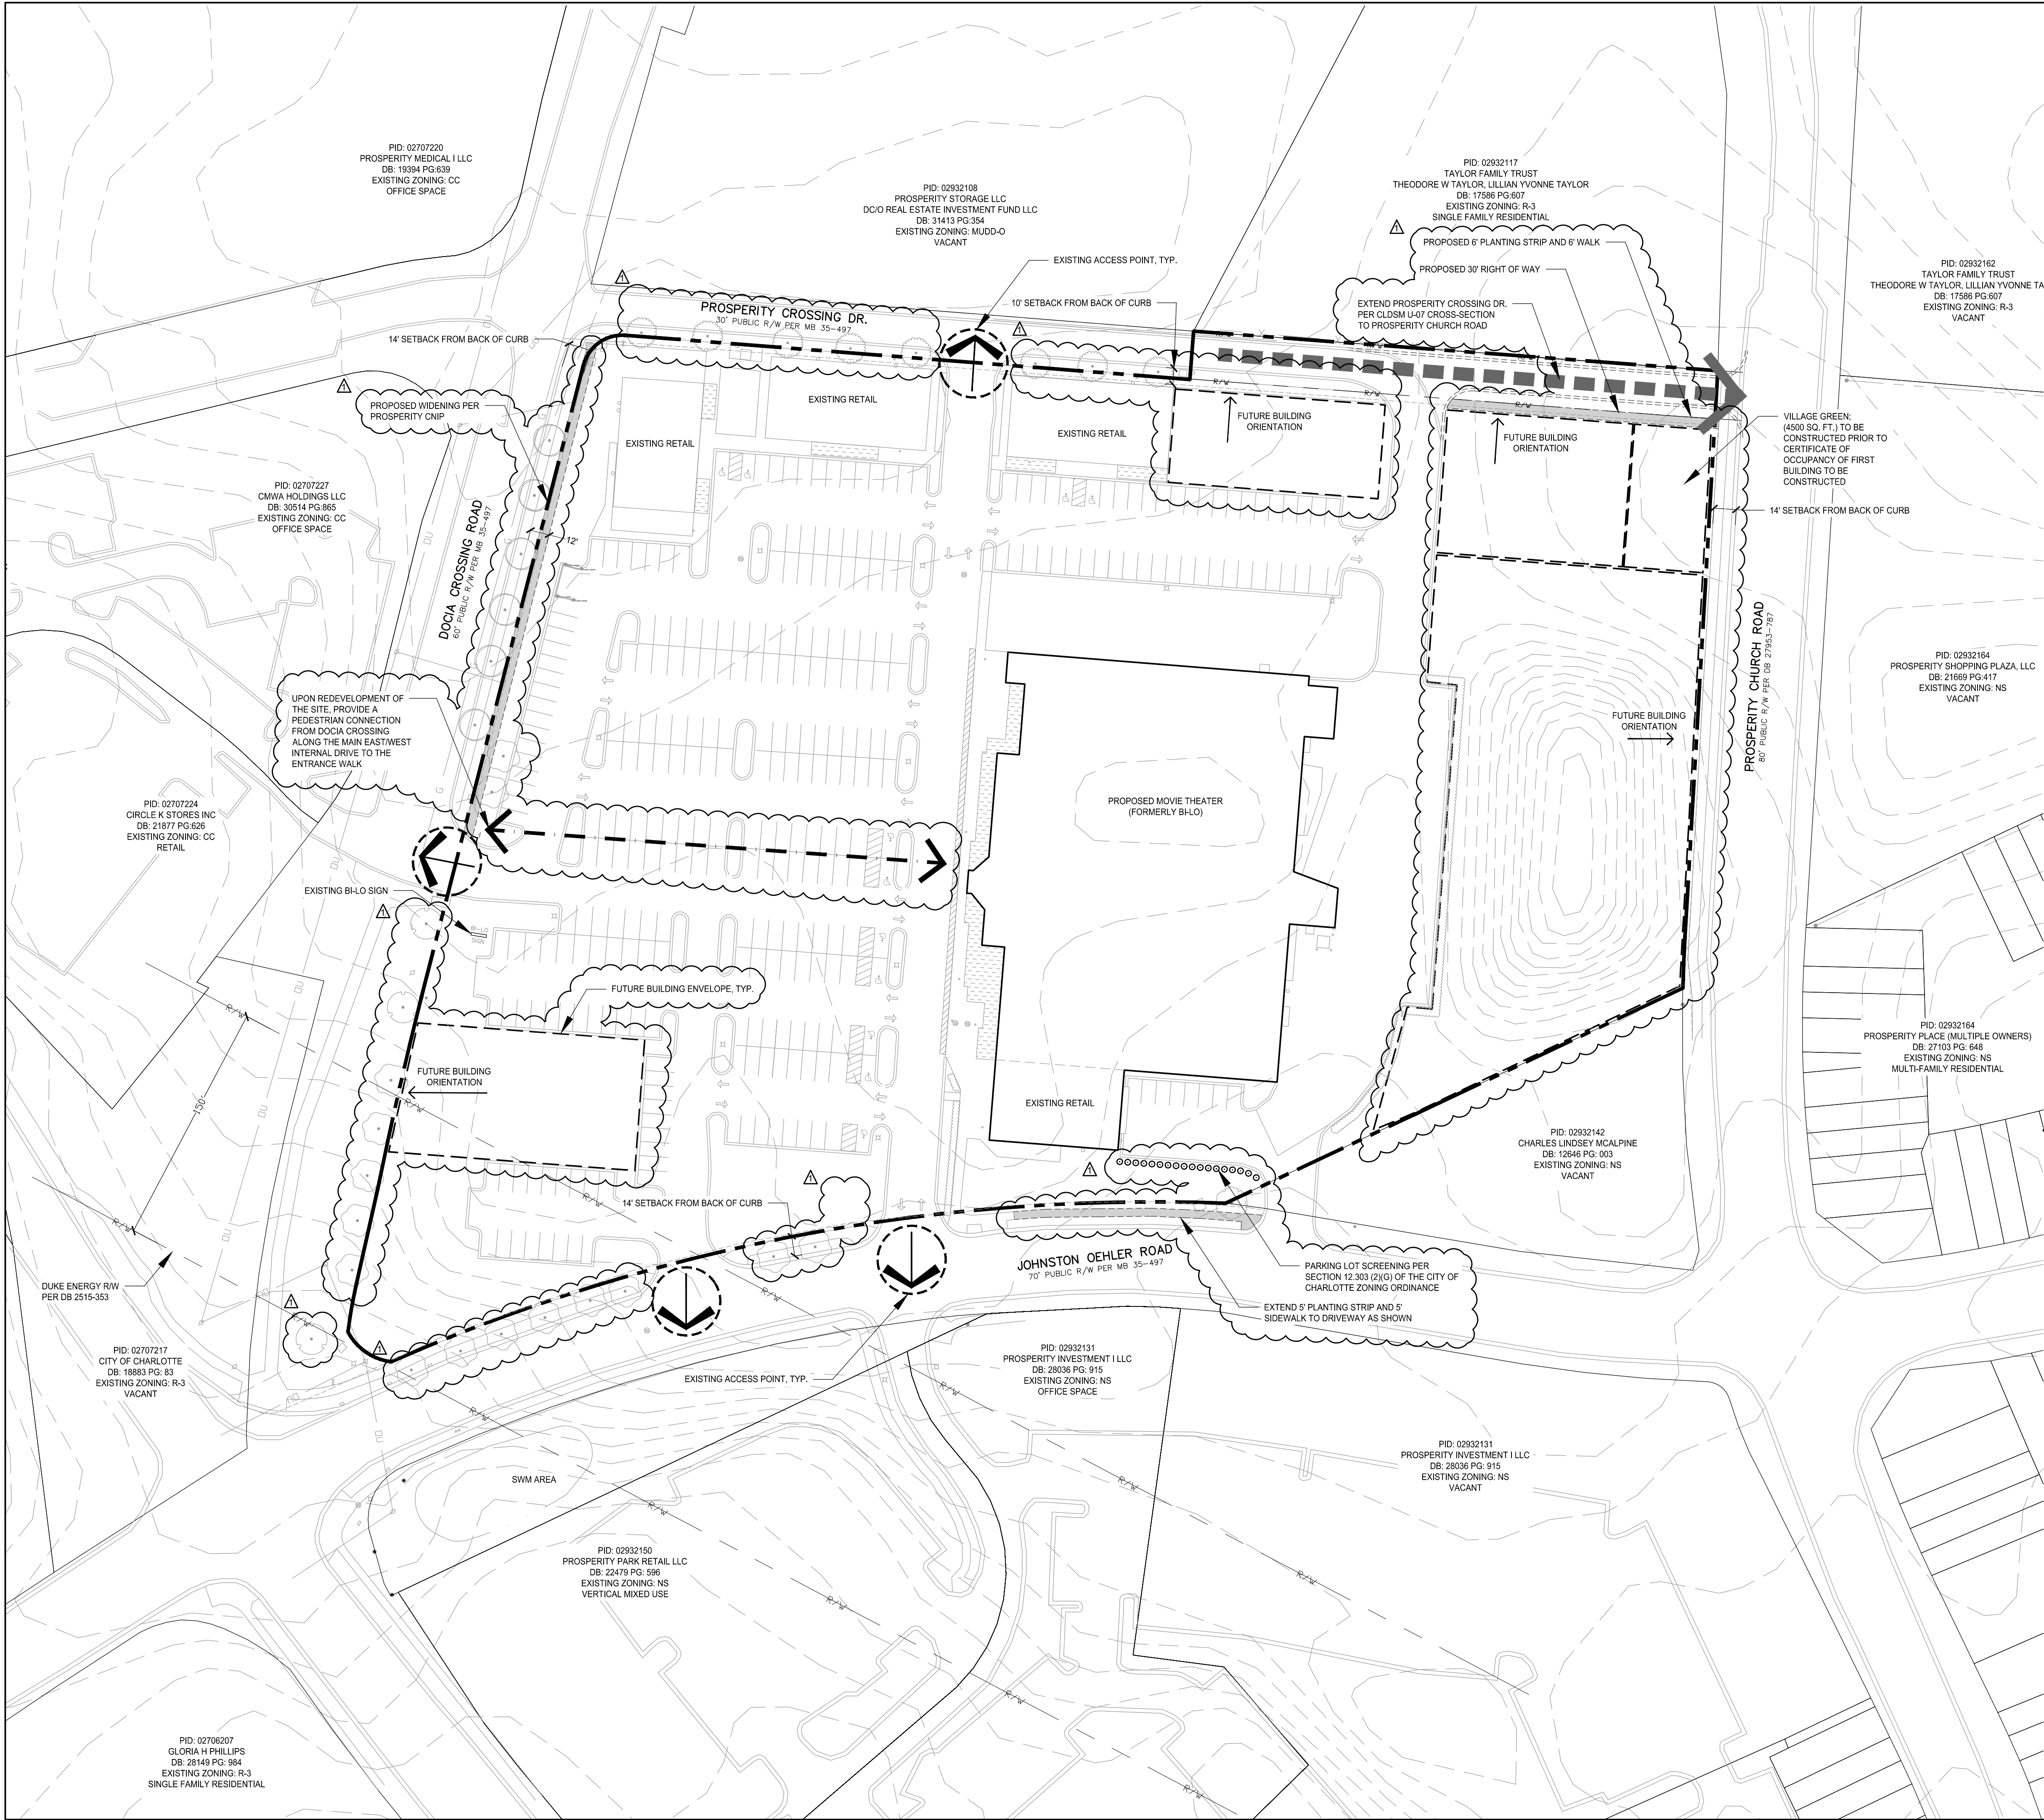 PID: 02707220
PROSPERITY MEDICAL I LLC
DB: 19394 PG:639
EXISTING ZONING: CC
OFFICE SPACE
PID: 02932108
PROSPERITY STORAGE LLC
DC/O REAL ESTATE INVESTMENT FUND LLC
DB: 31413 PG:354
EXISTING ZONING: MUDD-O
VACANT
PID: 02932117
TAYLOR FAMILY TRUST
THEODORE W TAYLOR, LILLIAN YVONNE TAYLOR
DB: 17586 PG:607
EXISTING ZONING: R-3
SINGLE FAMILY RESIDENTIAL
PID: 02932162
TAYLOR FAMILY TRUST
THEODORE W TAYLOR, LILLIAN YVONNE TA
DB: 17586 PG:607
EXISTING ZONING: R-3
VACANT
1
PROPOSED 6' PLANTING STRIP AND 6' WALK
PROPOSED 30' RIGHT OF WAY
EXTEND PROSPERITY CROSSING DR.
PER CLDSM U-07 CROSS-SECTION
TO PROSPERITY CHURCH ROAD
EXISTING ACCESS POINT, TYP.
10' SETBACK FROM BACK OF CURB
1
PROSPERITY CROSSING DR.
30' PUBLIC R/W PER MB 35-497
1
14' SETBACK FROM BACK OF CURB
R/W
R/W
R/W
R/W
1
PROPOSED WIDENING PER
PROSPERITY CNIP
EXISTING RETAIL
EXISTING RETAIL
EXISTING RETAIL
FUTURE BUILDING
ORIENTATION
FUTURE BUILDING
ORIENTATION
VILLAGE GREEN;
(4500 SQ. FT.) TO BE
CONSTRUCTED PRIOR TO
CERTIFICATE OF
OCCUPANCY OF FIRST
BUILDING TO BE
CONSTRUCTED
14' SETBACK FROM BACK OF CURB
PID: 02707227
CMWA HOLDINGS LLC
DB: 30514 PG:865
EXISTING ZONING: CC
OFFICE SPACE
12'
DOCIA CROSSING ROAD
60' PUBLIC R/W PER MB 35-497
PROSPERITY CHURCH ROAD
80' PUBLIC R/W PER DB 27953-787
PID: 02932164
PROSPERITY SHOPPING PLAZA, LLC
DB: 21669 PG:417
EXISTING ZONING: NS
VACANT
UPON REDEVELOPMENT OF
THE SITE, PROVIDE A
PEDESTRIAN CONNECTION
FROM DOCIA CROSSING
ALONG THE MAIN EAST/WEST
INTERNAL DRIVE TO THE
ENTRANCE WALK
FUTURE BUILDING
ORIENTATION
PID: 02707224
CIRCLE K STORES INC
DB: 21877 PG:626
EXISTING ZONING: CC
RETAIL
PROPOSED MOVIE THEATER
(FORMERLY BI-LO)
EXISTING BI-LO SIGN
1
BI-LO
SIGN
FUTURE BUILDING ENVELOPE, TYP.
R/W
150'
FUTURE BUILDING
ORIENTATION
R/W
EXISTING RETAIL
PID: 02932164
PROSPERITY PLACE (MULTIPLE OWNERS)
DB: 27103 PG: 648
EXISTING ZONING: NS
MULTI-FAMILY RESIDENTIAL
PID: 02932142
CHARLES LINDSEY MCALPINE
DB: 12646 PG: 003
EXISTING ZONING: NS
VACANT
1
1
14' SETBACK FROM BACK OF CURB
R/W
R/W
DUKE ENERGY R/W
PER DB 2515-353
1
R/W
JOHNSTON OEHLER ROAD
70' PUBLIC R/W PER MB 35-497
R/W
PARKING LOT SCREENING PER
SECTION 12.303 (2)(G) OF THE CITY OF
CHARLOTTE ZONING ORDINANCE
EXTEND 5' PLANTING STRIP AND 5'
SIDEWALK TO DRIVEWAY AS SHOWN
1
PID: 02707217
CITY OF CHARLOTTE
DB: 18883 PG: 83
EXISTING ZONING: R-3
VACANT
EXISTING ACCESS POINT, TYP.
PID: 02932131
PROSPERITY INVESTMENT I LLC
DB: 28036 PG: 915
EXISTING ZONING: NS
OFFICE SPACE
R/W
R/W
PID: 02932131
PROSPERITY INVESTMENT I LLC
DB: 28036 PG: 915
EXISTING ZONING: NS
VACANT
SWM AREA
R/W
R/W
PID: 02932150
PROSPERITY PARK RETAIL LLC
DB: 22479 PG: 596
EXISTING ZONING: NS
VERTICAL MIXED USE
R/W
R/W
R/W
R/W
PID: 02706207
GLORIA H PHILLIPS
DB: 28149 PG: 984
EXISTING ZONING: R-3
SINGLE FAMILY RESIDENTIAL